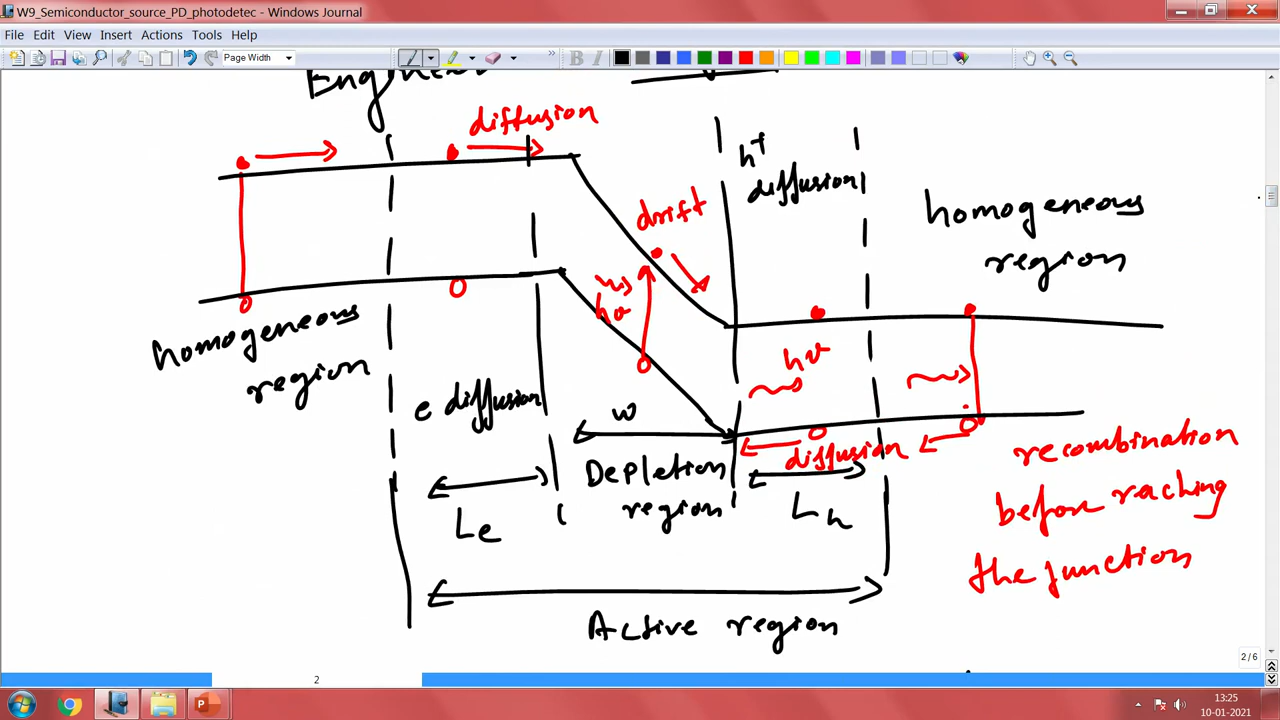 W9_Semiconductor_source_PD_photodetec - Windows Journal
File Edit View Insert Actions Tools Help
Page Width
B I
Engineer
diffusion
h+
diffusion
drift
homogeneous
region
hν
homogeneous
region
hν
e diffusion
w
diffusion
Depletion
region
Le
Lh
recombination
before reaching
the junction
Active region
2/6
2
13:25
10-01-2021